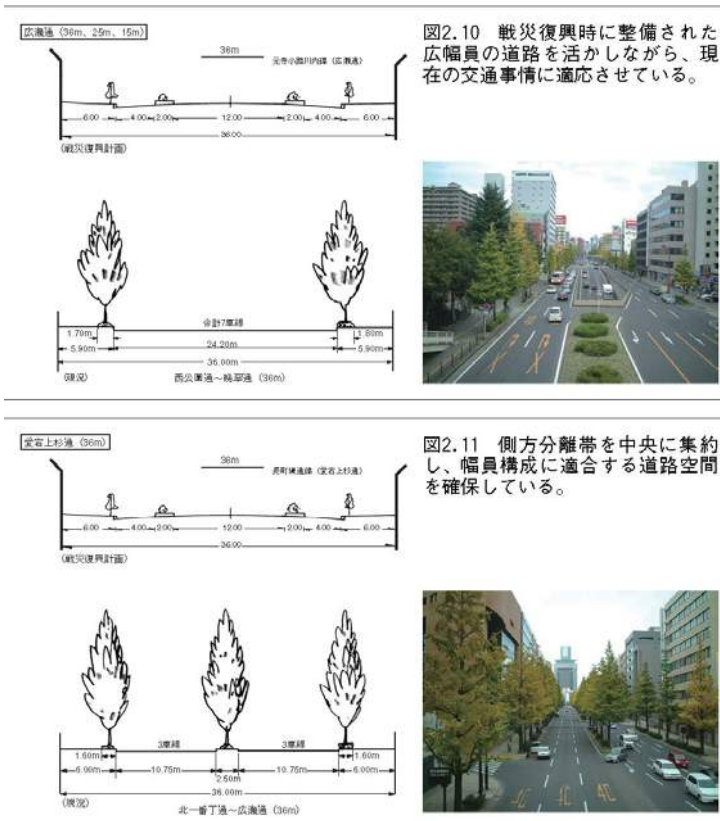 広瀬通（36m、25m、15m）
36m
元寺小路川内線（広瀬通）
6.00 4.00 2.00 12.00 2.00 4.00 6.00
36.00
(戦災復興計画)
図2.10 戦災復興時に整備された
広幅員の道路を活かしながら、現
在の交通事情に適応させている。
合計7車線
1.70m 1.80m
5.90m 24.20m 5.90m
36.00m
(現況) 西公園通～晩翠通（36m）
愛宕上杉通（36m）
36m
長町八乙女線（愛宕上杉通）
6.00 4.00 2.00 12.00 2.00 4.00 6.00
36.00
(戦災復興計画)
図2.11 側方分離帯を中央に集約
し、幅員構成に適合する道路空間
を確保している。
3車線 3車線
1.60m 1.60m
6.00m 10.75m 2.50m 10.75m 6.00m
36.00m
(現況) 北一番丁通～広瀬通（36m）